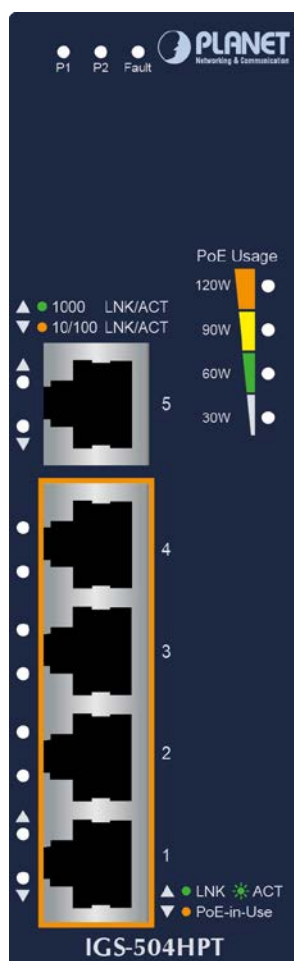 PLANET
Networking & Communication
P1 P2 Fault
PoE Usage
120W
90W
60W
30W
1000 LNK/ACT
10/100 LNK/ACT
5
4
3
2
1
LNK ACT
PoE-in-Use
IGS-504HPT